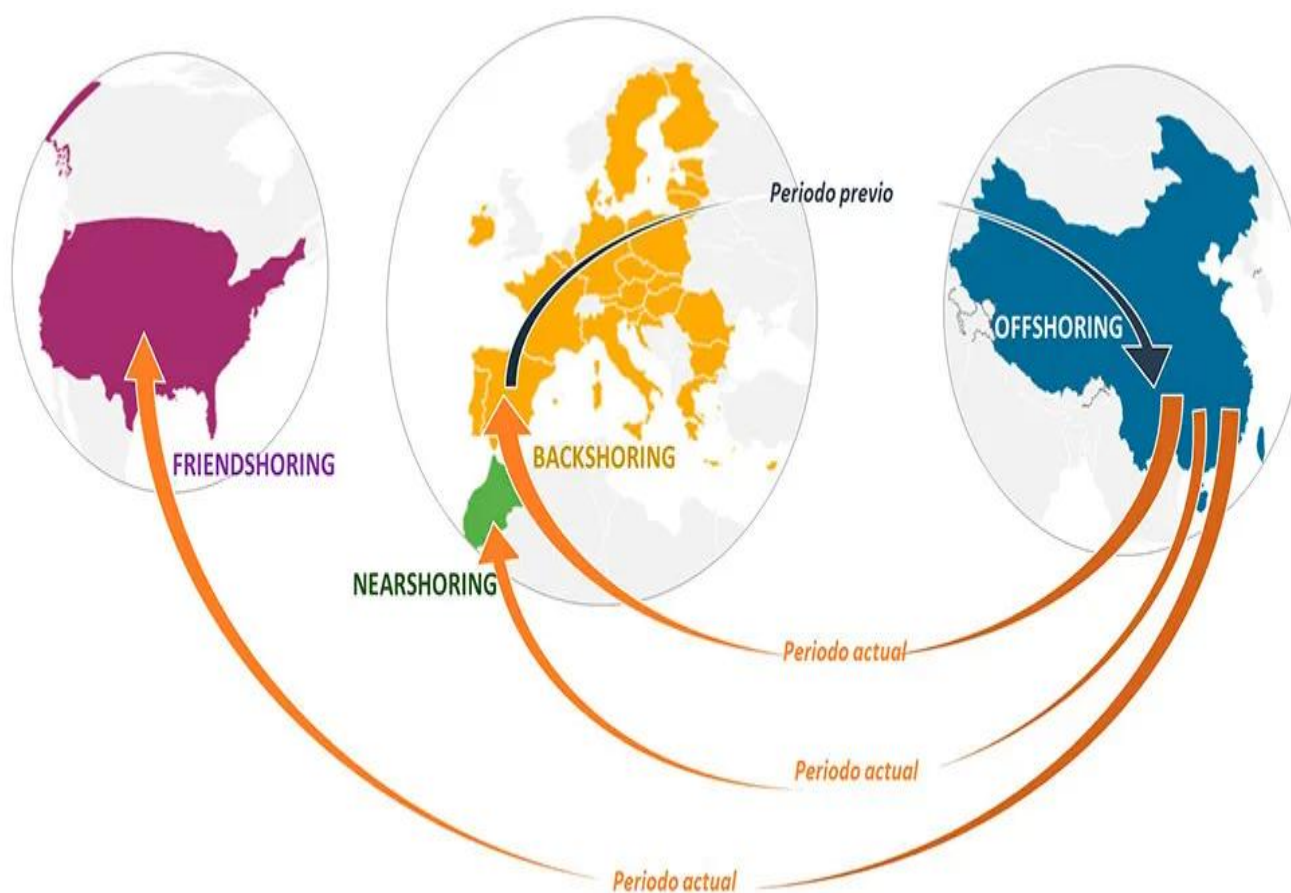 Periodo previo
OFFSHORING
FRIENDSHORING
BACKSHORING
NEARSHORING
Periodo actual
Periodo actual
Periodo actual